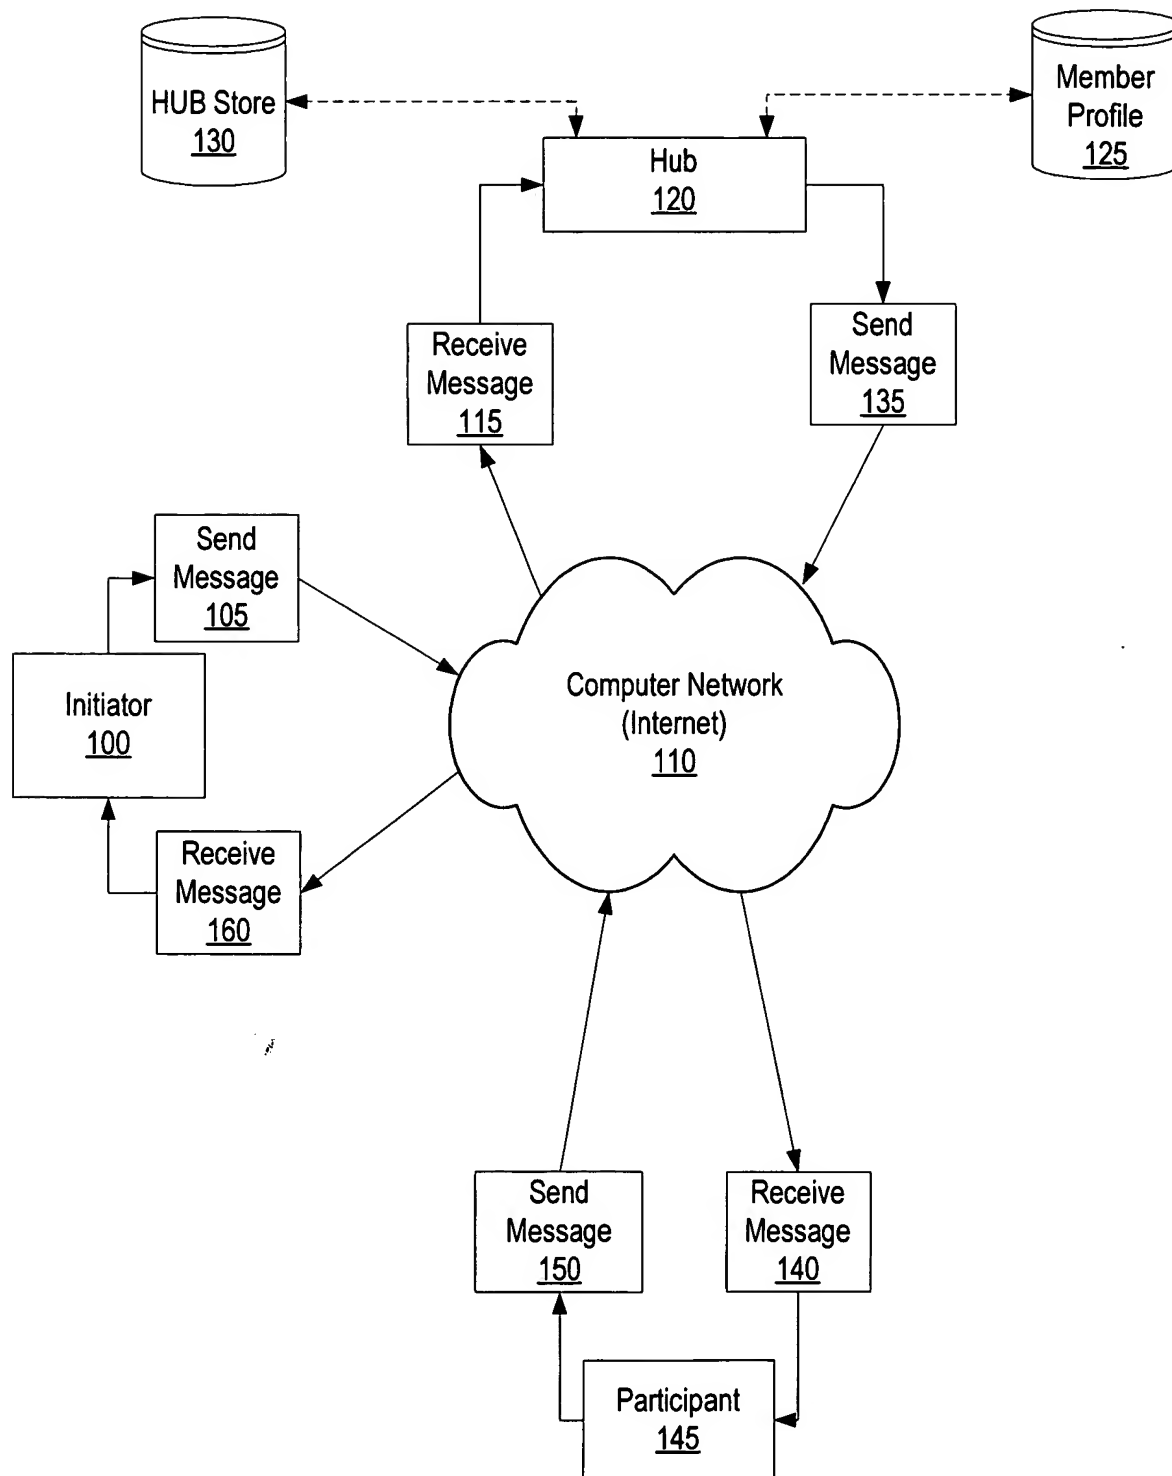 HUB Store
130
Member
Profile
125
Hub
120
Send
Message
135
Receive
Message
115
Send
Message
105
Initiator
100
Computer Network
(Internet)
110
Receive
Message
160
Send
Message
150
Receive
Message
140
Participant
145